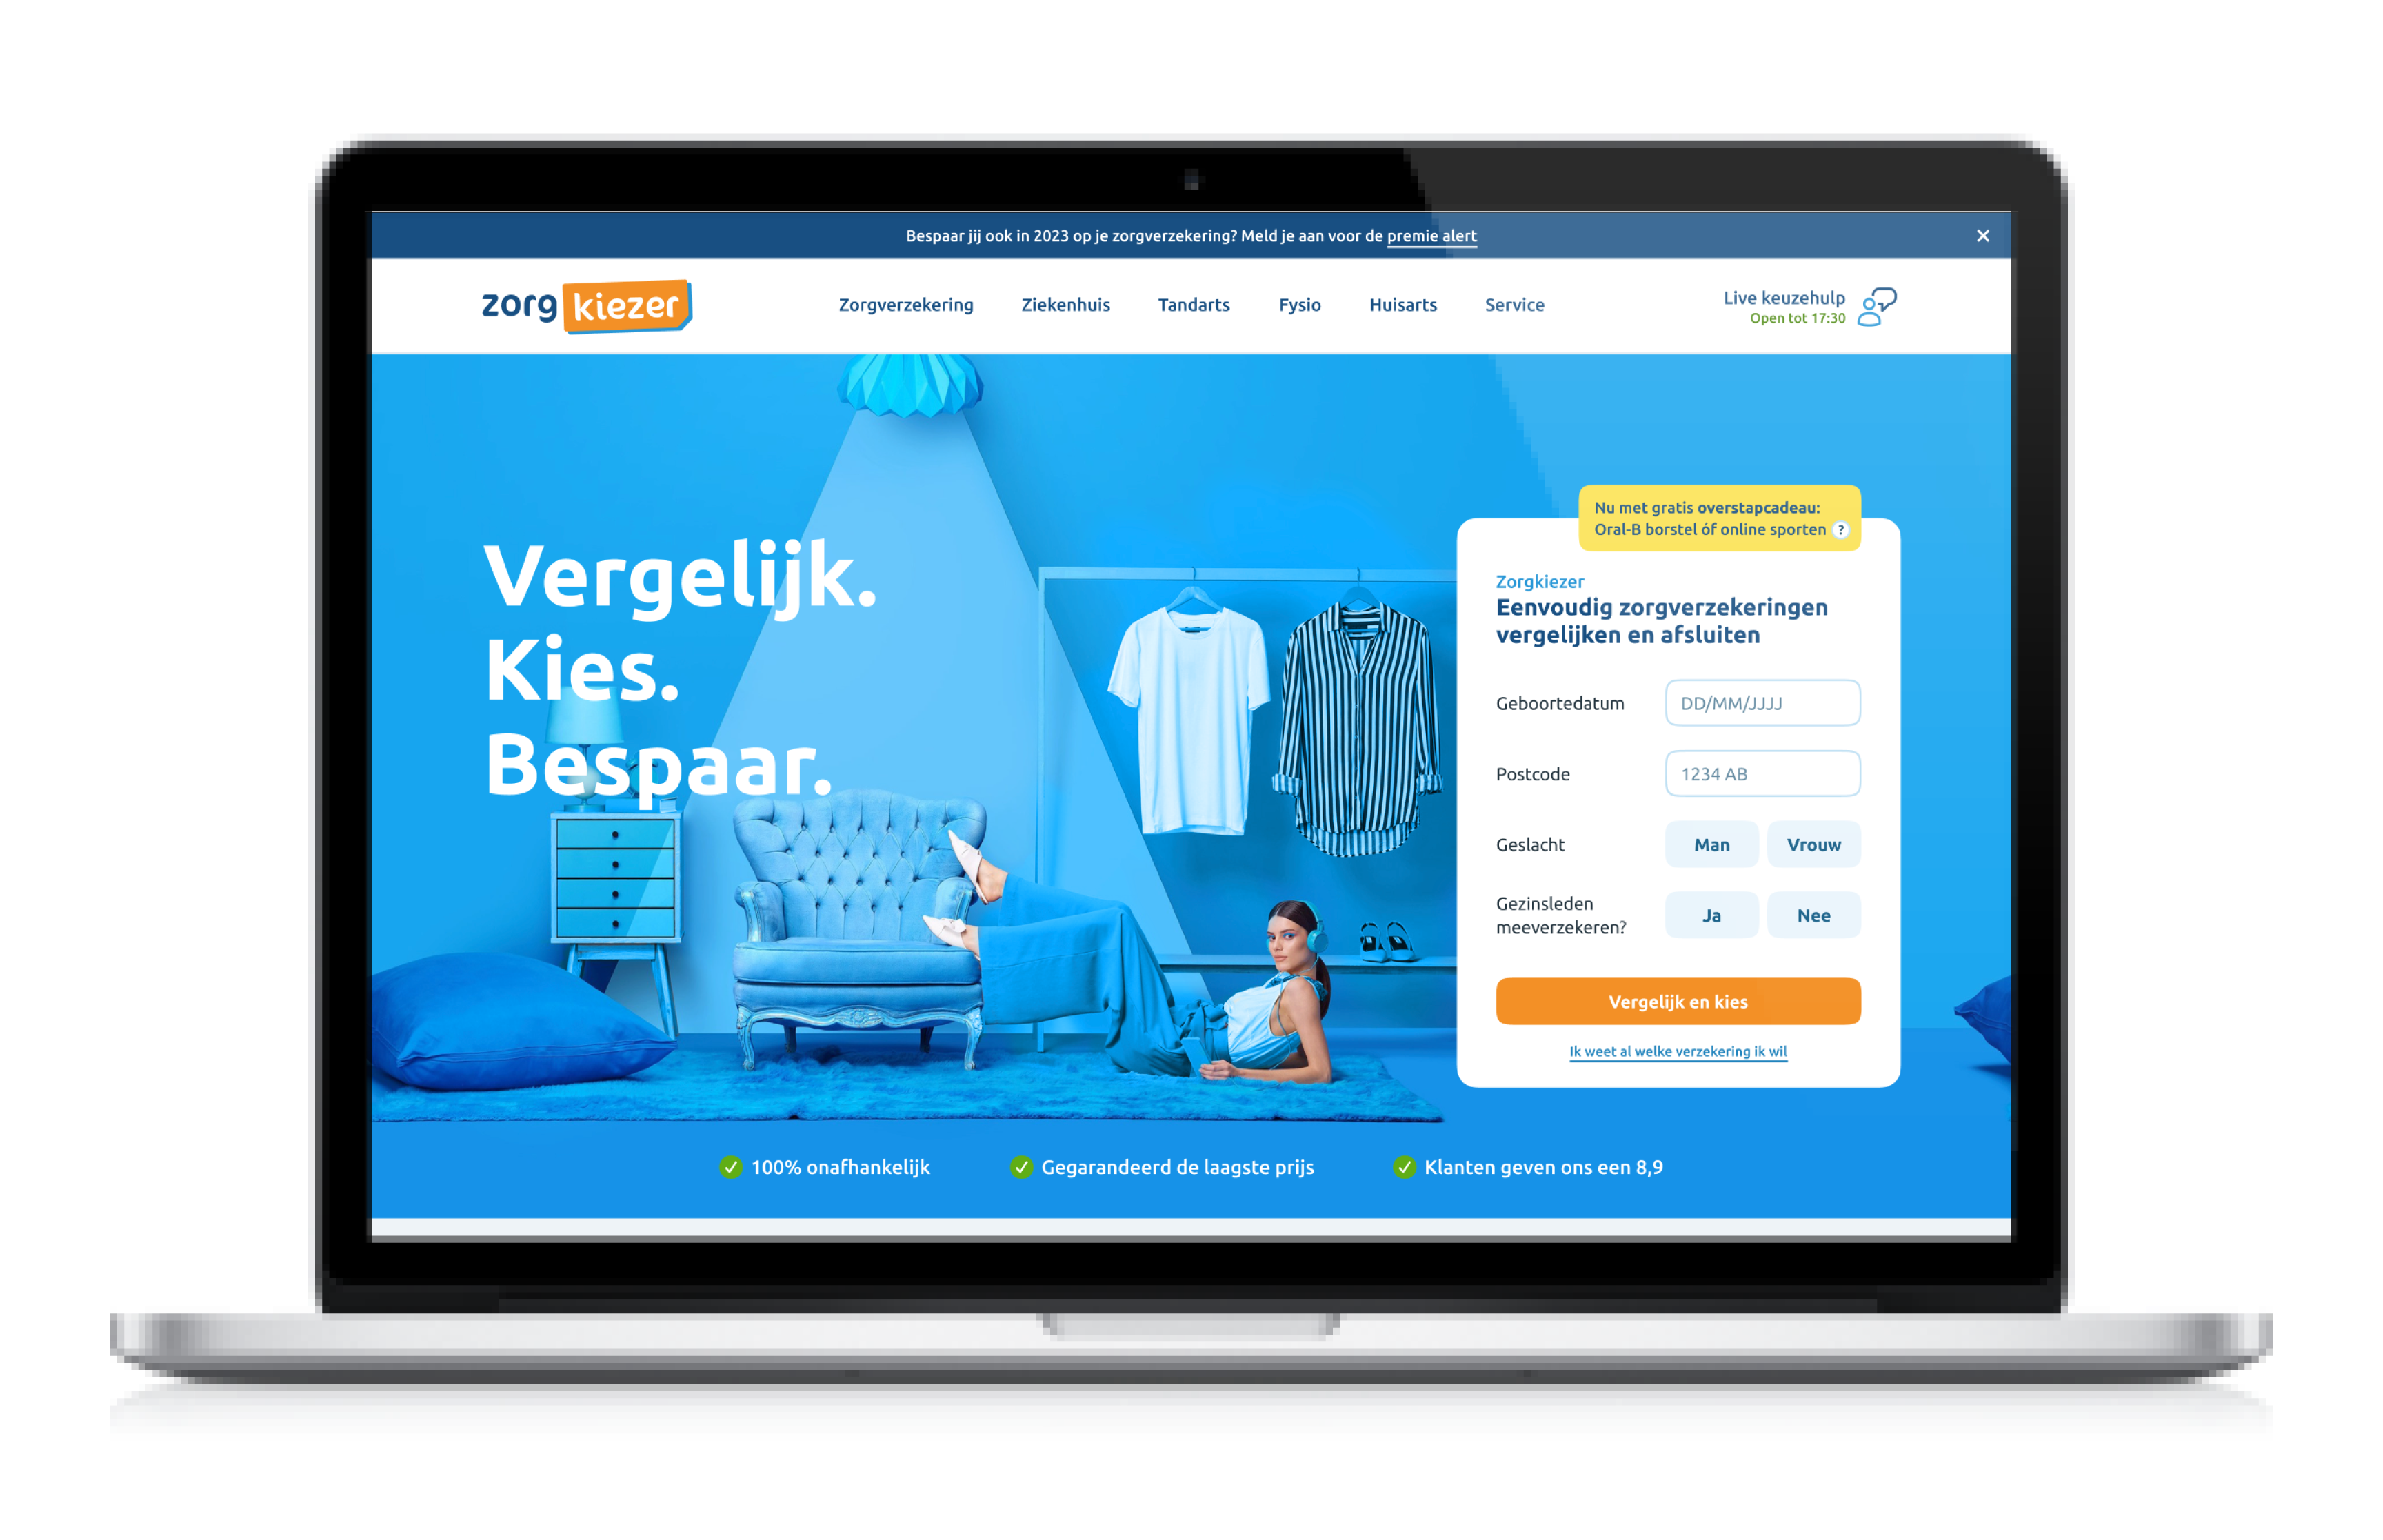 Bespaar jij ook in 2023 op je zorgverzekering? Meld je aan voor de premie alert
zorg kiezer
Zorgverzekering Ziekenhuis Tandarts Fysio Huisarts Service
Live keuzehulp
Open tot 17:30
Vergelijk.
Kies.
Bespaar.
Nu met gratis overstapcadeau:
Oral-B borstel óf online sporten ?
Zorgkiezer
Eenvoudig zorgverzekeringen
vergelijken en afsluiten
Geboortedatum DD/MM/JJJJ
Postcode 1234 AB
Geslacht Man Vrouw
Gezinsleden
meeverzekeren? Ja Nee
Vergelijk en kies
Ik weet al welke verzekering ik wil
100% onafhankelijk Gegarandeerd de laagste prijs Klanten geven ons een 8,9